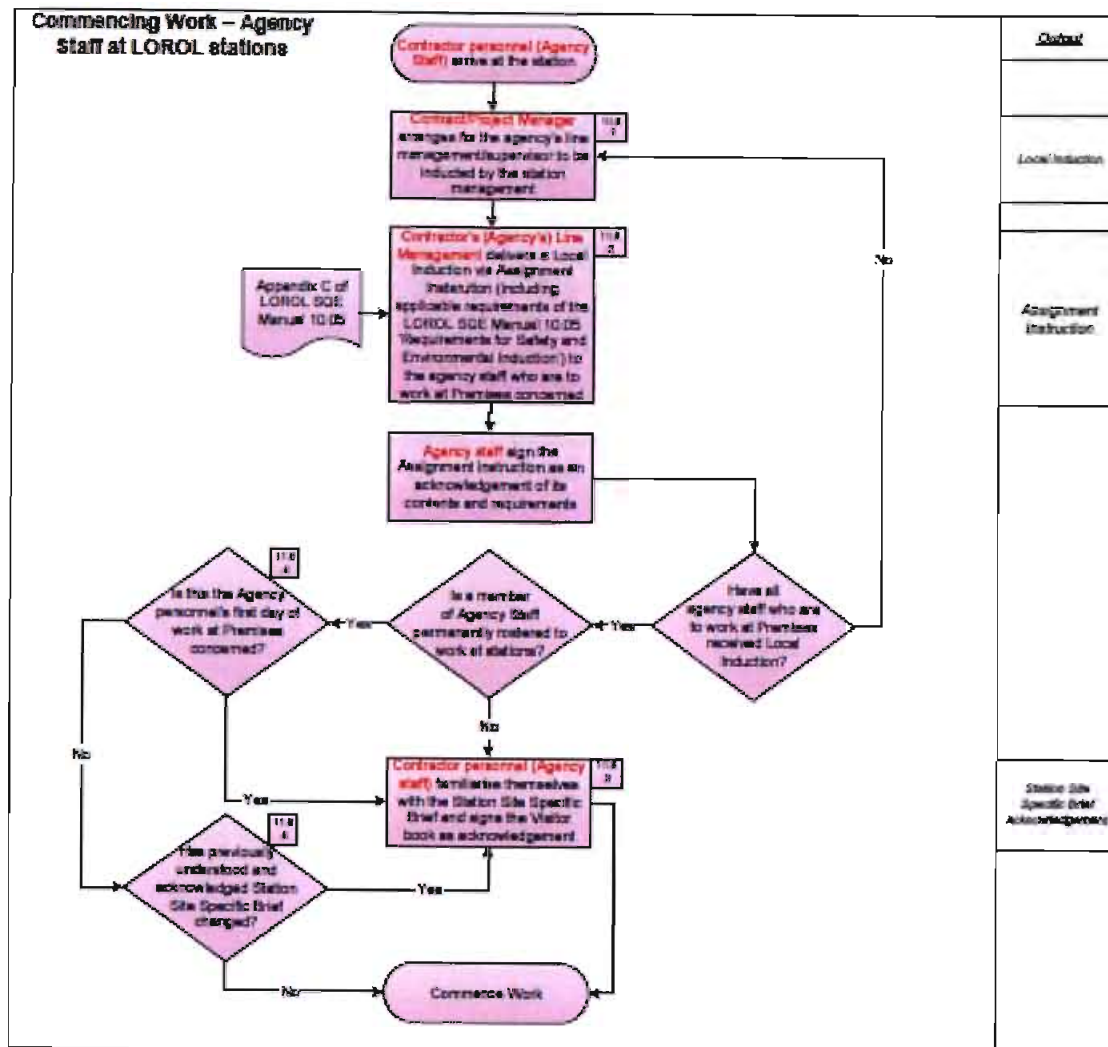 Commencing Work – Agency
Staff at LOROL stations
Output
Contractor personnel (Agency
Staff) arrive at the station
Contract/Project Manager
arranges for the agency's line
management/supervisor to be
inducted by the station
management
Local Induction
Contractor's (Agency's) Line
Management delivers a Local
Induction via Assignment
Instruction (including
applicable requirements of the
LOROL SQE Manual 10.05
'Requirements for Safety and
Environmental Induction') to
the agency staff who are to
work at Premises concerned
Appendix C of
LOROL SQE
Manual 10.05
No
Assignment
Instruction
Agency staff sign the
Assignment Instruction as an
acknowledgement of its
contents and requirements
Is this the Agency
personnel's first day of
work at Premises
concerned?
Yes
Is a member
of Agency Staff
permanently rostered to
work at stations?
Yes
Have all
agency staff who are
to work at Premises
received Local
Induction?
No
No
Contractor personnel (Agency
staff) familiarise themselves
with the Station Site Specific
Brief and signs the Visitor
book as acknowledgement
Station Site
Specific Brief
Acknowledgement
Yes
Has previously
understood and
acknowledged Station
Site Specific Brief
changed?
Yes
No
Commence Work